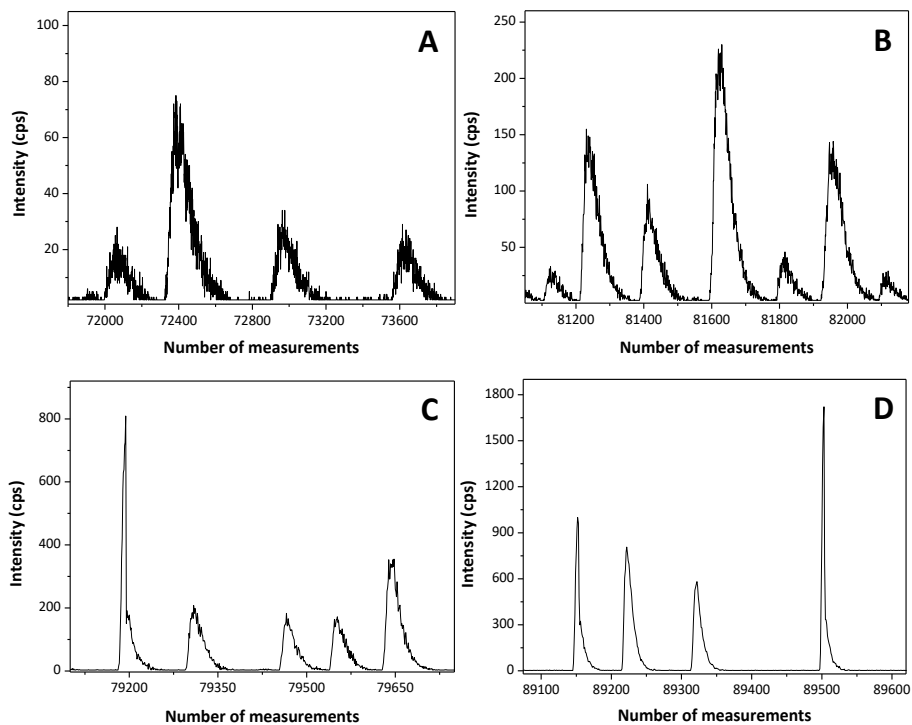 A
Intensity (cps)
100
80
60
40
20
72000 72400 72800 73200 73600
Number of measurements
B
Intensity (cps)
250
200
150
100
50
81200 81400 81600 81800 82000
Number of measurements
C
Intensity (cps)
800
600
400
200
0
79200 79350 79500 79650
Number of measurements
D
Intensity (cps)
1800
1500
1200
900
600
300
0
89100 89200 89300 89400 89500 89600
Number of measurements